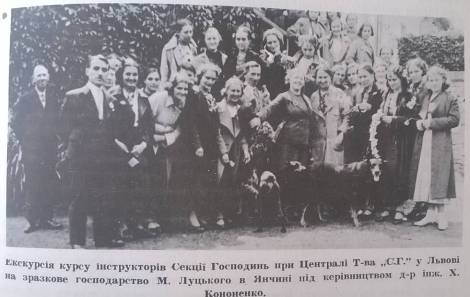 Екскурсія курсу інструкторів Секції Господинь при Централі Т-ва „С.Г." у Львові
на зразкове господарство М. Луцького в Янчині під керівництвом д-р інж. Х.
Кононенко.